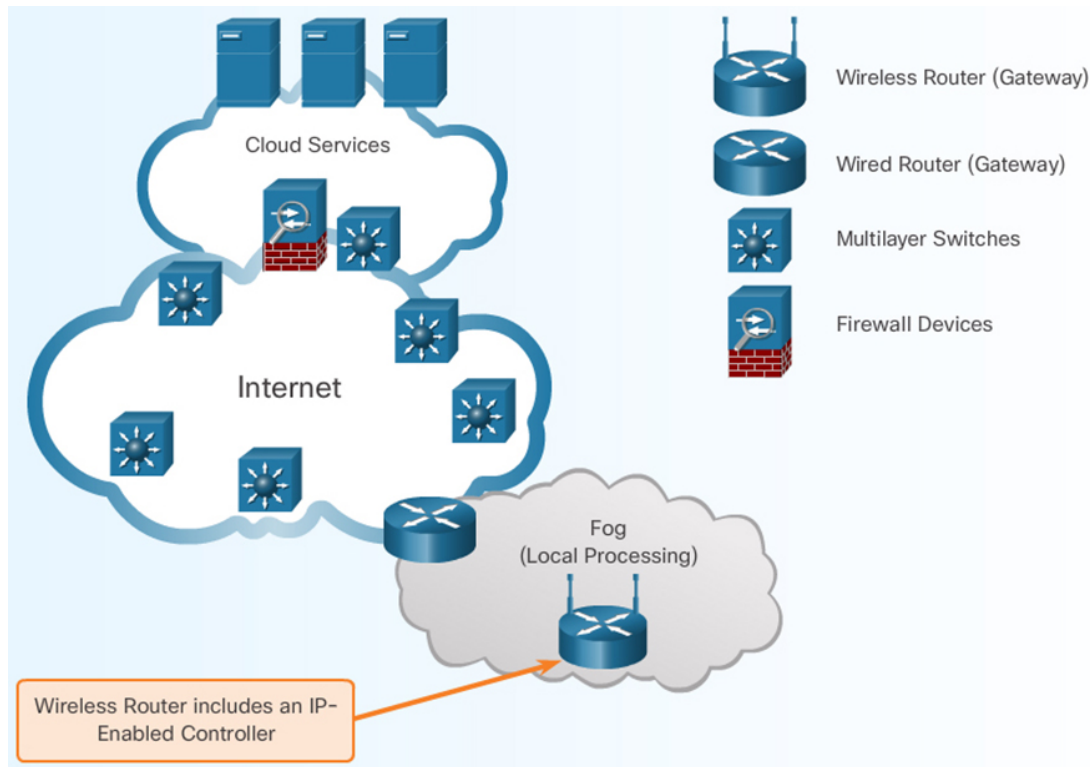 Cloud Services
Wireless Router (Gateway)
Wired Router (Gateway)
Multilayer Switches
Firewall Devices
Internet
Fog
(Local Processing)
Wireless Router includes an IP-
Enabled Controller